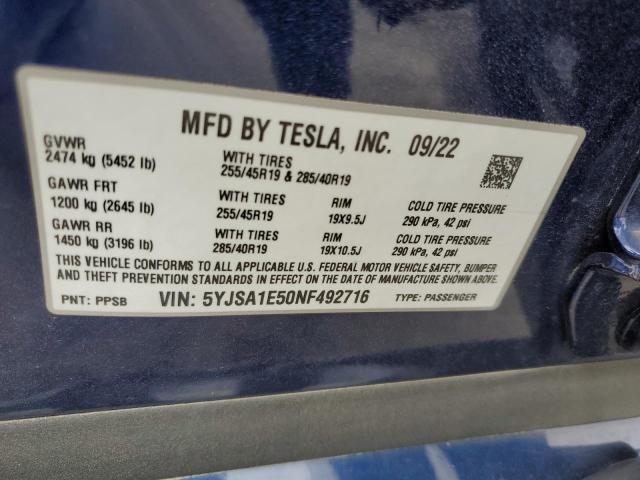 MFD BY TESLA, INC. 09/22
GVWR
2474 kg (5452 lb)
WITH TIRES
255/45R19 & 285/40R19
GAWR FRT
1200 kg (2645 lb)
WITH TIRES
255/45R19
RIM
19X9.5J
COLD TIRE PRESSURE
290 kPa, 42 psi
GAWR RR
1450 kg (3196 lb)
WITH TIRES
285/40R19
RIM
19X10.5J
COLD TIRE PRESSURE
290 kPa, 42 psi
THIS VEHICLE CONFORMS TO ALL APPLICABLE U.S. FEDERAL MOTOR VEHICLE SAFETY, BUMPER
AND THEFT PREVENTION STANDARDS IN EFFECT ON THE DATE OF MANUFACTURE SHOWN ABOVE.
PNT: PPSB VIN: 5YJSA1E50NF492716 TYPE: PASSENGER